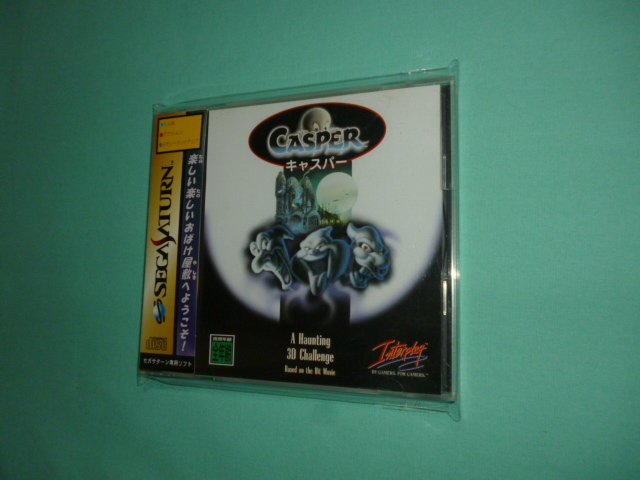 SEGA SATURN
楽しい楽しいおばけ屋敷へようこそ!
セガサターン専用ソフト
CASPER
キャスパー
A Haunting
3D Challenge
Based on the Hit Movie
Interplay
BY GAMERS. FOR GAMERS.™